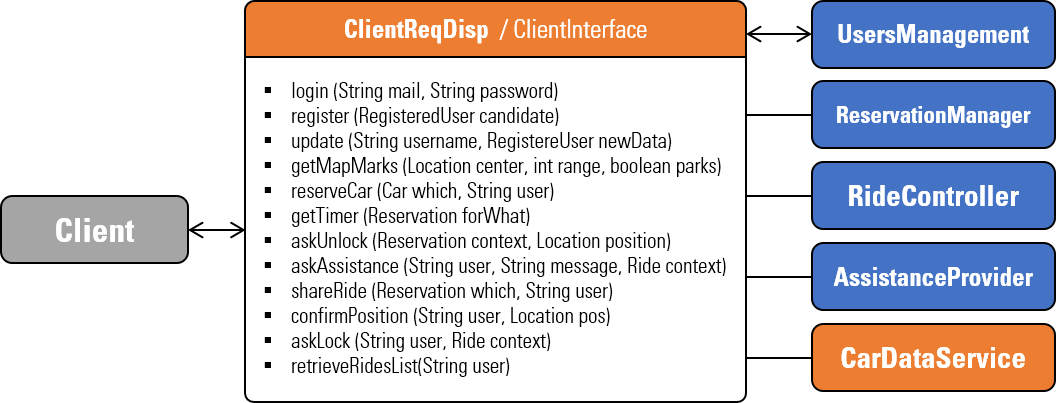 ClientReqDisp / ClientInterface
▪ login (String mail, String password)
▪ register (RegisteredUser candidate)
▪ update (String username, RegistereUser newData)
▪ getMapMarks (Location center, int range, boolean parks)
▪ reserveCar (Car which, String user)
▪ getTimer (Reservation forWhat)
▪ askUnlock (Reservation context, Location position)
▪ askAssistance (String user, String message, Ride context)
▪ shareRide (Reservation which, String user)
▪ confirmPosition (String user, Location pos)
▪ askLock (String user, Ride context)
▪ retrieveRidesList(String user)
Client
UsersManagement
ReservationManager
RideController
AssistanceProvider
CarDataService